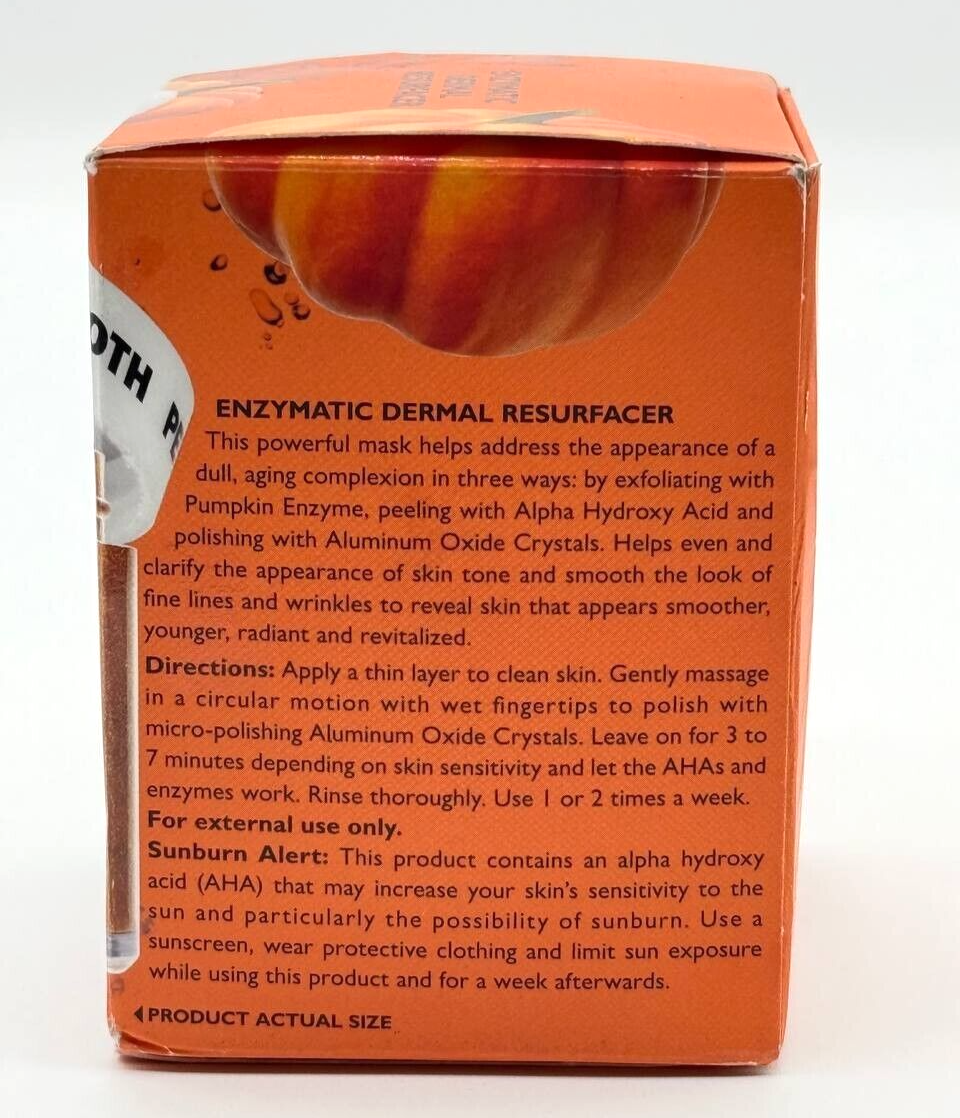 ENZYMATIC
DERMAL
RESURFACER
OTH
PE
ENZYMATIC DERMAL RESURFACER
This powerful mask helps address the appearance of a
dull, aging complexion in three ways: by exfoliating with
Pumpkin Enzyme, peeling with Alpha Hydroxy Acid and
polishing with Aluminum Oxide Crystals. Helps even and
clarify the appearance of skin tone and smooth the look of
fine lines and wrinkles to reveal skin that appears smoother,
younger, radiant and revitalized.
Directions: Apply a thin layer to clean skin. Gently massage
in a circular motion with wet fingertips to polish with
micro-polishing Aluminum Oxide Crystals. Leave on for 3 to
7 minutes depending on skin sensitivity and let the AHAs and
enzymes work. Rinse thoroughly. Use 1 or 2 times a week.
For external use only.
Sunburn Alert: This product contains an alpha hydroxy
acid (AHA) that may increase your skin's sensitivity to the
sun and particularly the possibility of sunburn. Use a
sunscreen, wear protective clothing and limit sun exposure
while using this product and for a week afterwards.
◀PRODUCT ACTUAL SIZE